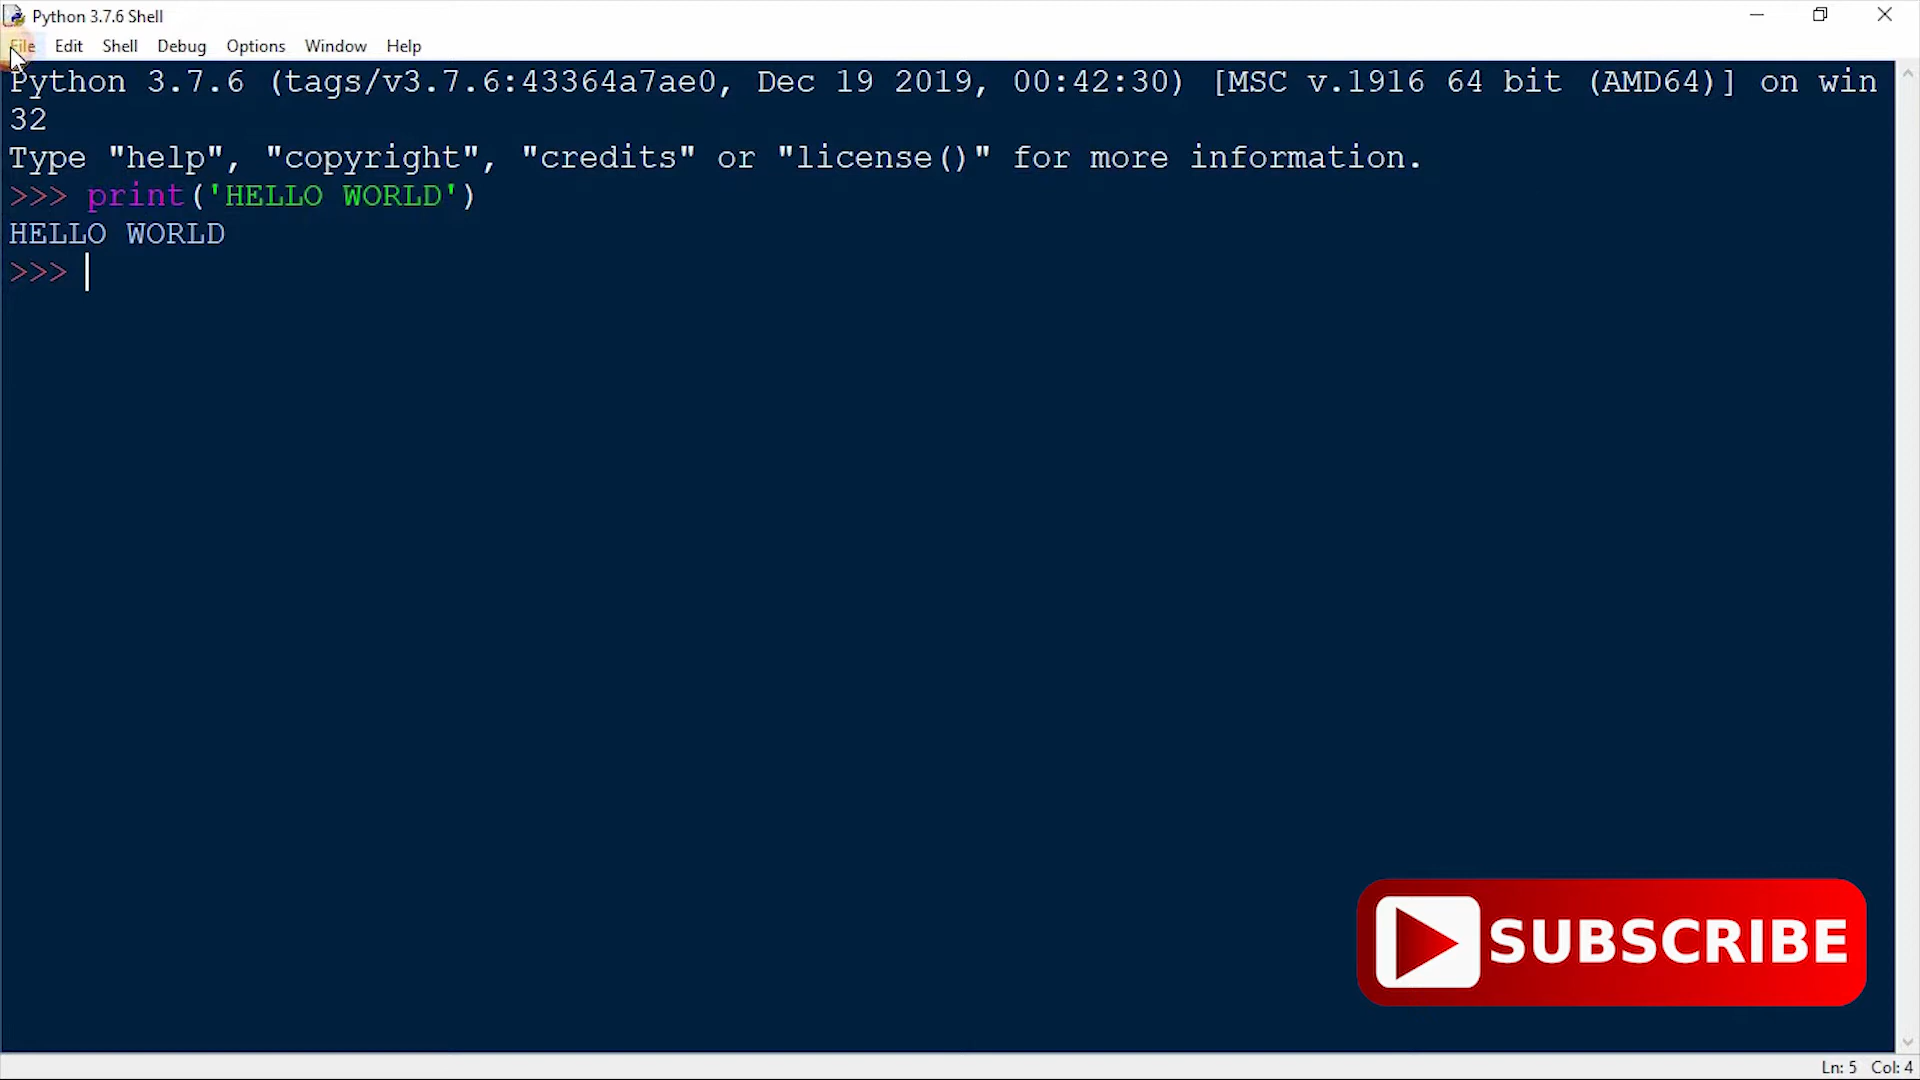 Python 3.7.6 Shell
File Edit Shell Debug Options Window Help
Python 3.7.6 (tags/v3.7.6:43364a7ae0, Dec 19 2019, 00:42:30) [MSC v.1916 64 bit (AMD64)] on win
32
Type "help", "copyright", "credits" or "license()" for more information.
>>> print('HELLO WORLD')
HELLO WORLD
>>>
SUBSCRIBE
Ln: 5 Col: 4